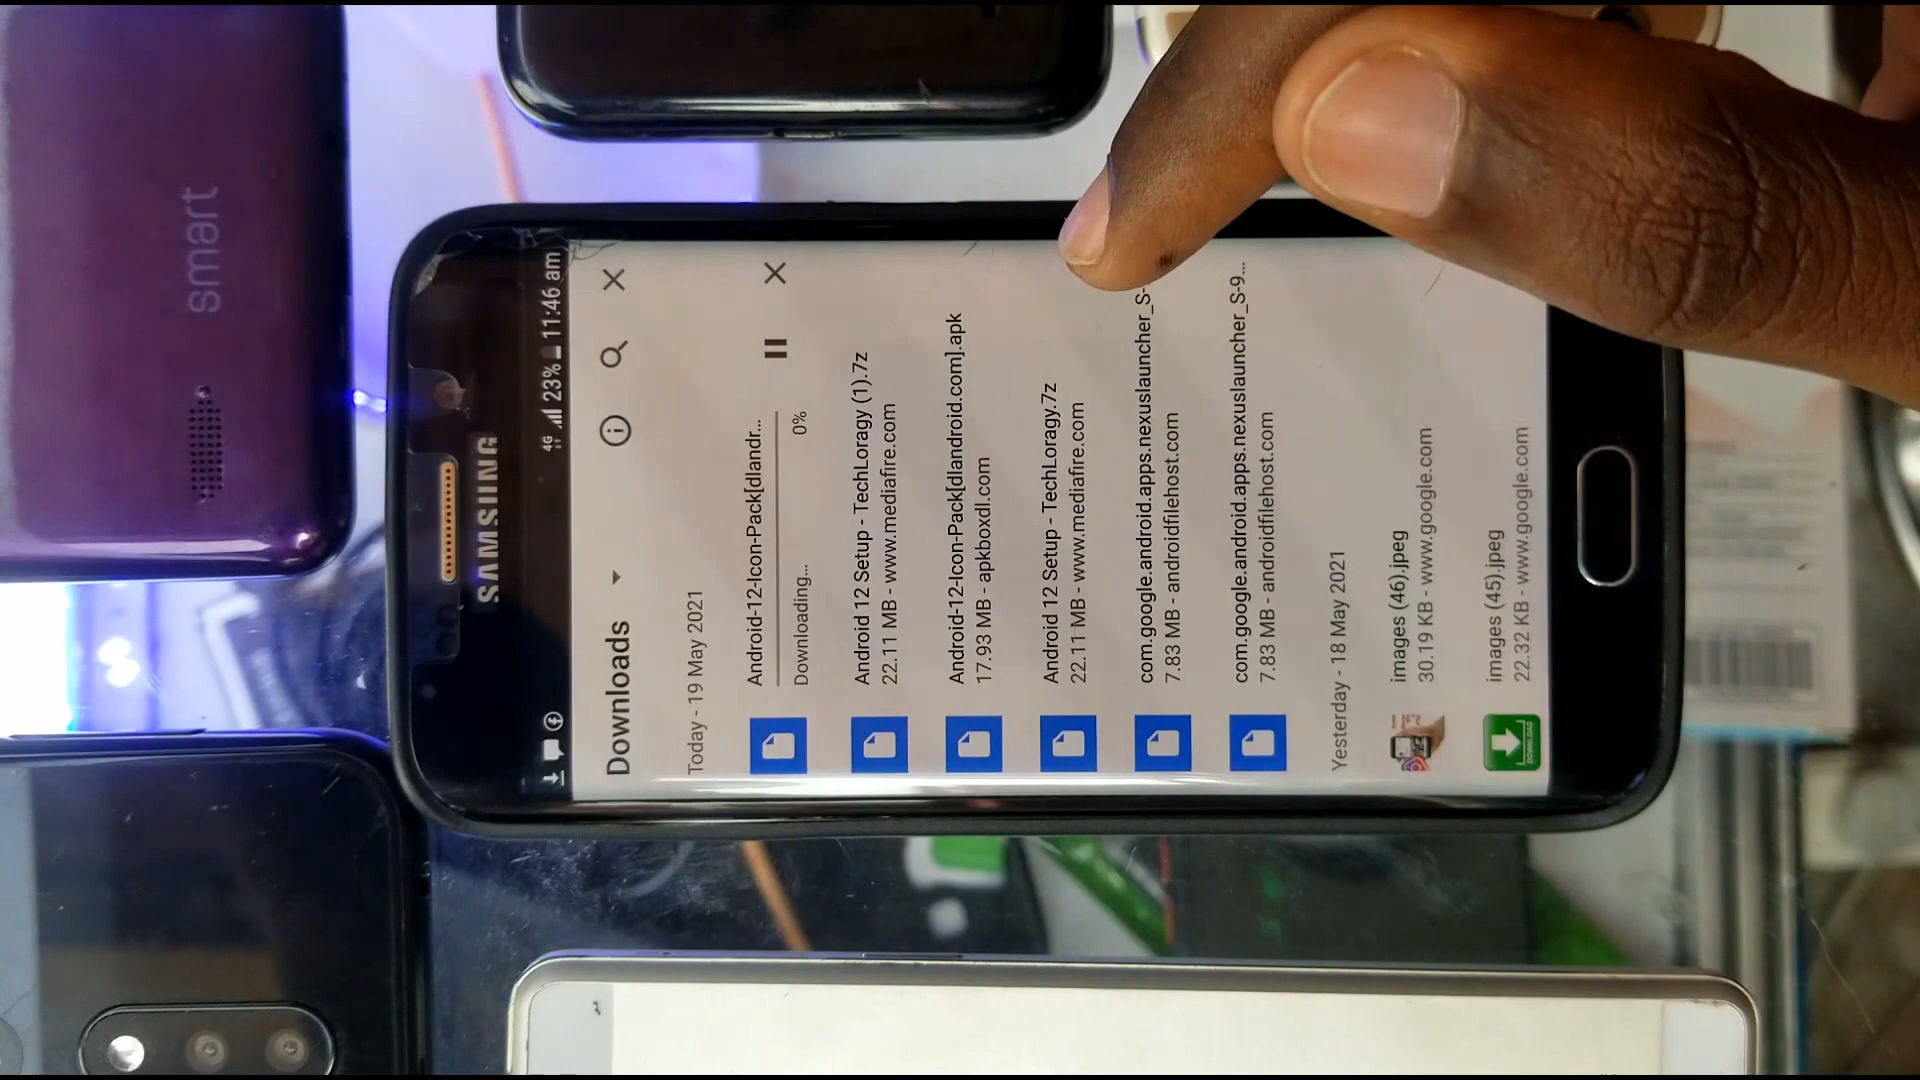 smart
SAMSUNG
4G 23% 11:46 am
Downloads
Today - 19 May 2021
Android-12-Icon-Pack[dlandr...
Downloading... 0%
Android 12 Setup - TechLoragy (1).7z
22.11 MB - www.mediafire.com
Android-12-Icon-Pack[dlandroid.com].apk
17.93 MB - apkboxdl.com
Android 12 Setup - TechLoragy.7z
22.11 MB - www.mediafire.com
com.google.android.apps.nexuslauncher_S-
7.83 MB - androidfilehost.com
com.google.android.apps.nexuslauncher_S-9...
7.83 MB - androidfilehost.com
Yesterday - 18 May 2021
images (46).jpeg
30.19 KB - www.google.com
images (45).jpeg
22.32 KB - www.google.com
DOWNLOAD